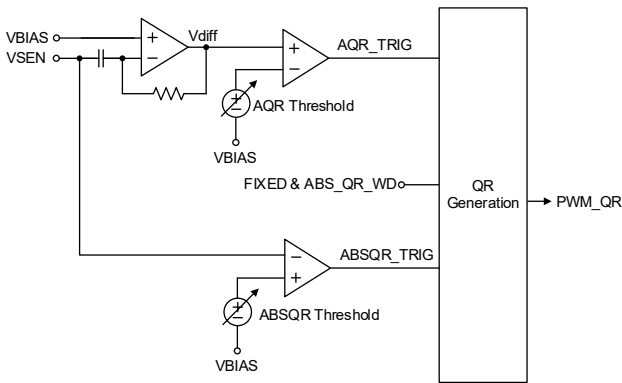 VBIAS
VSEN
Vdiff
AQR_TRIG
AQR Threshold
VBIAS
FIXED & ABS_QR_WD
QR
Generation
PWM_QR
ABSQR_TRIG
ABSQR Threshold
VBIAS